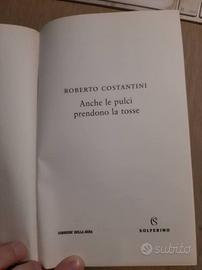 ROBERTO COSTANTINI
Anche le pulci
prendono la tosse
CORRIERE DELLA SERA
S
SOLFERINO
subito